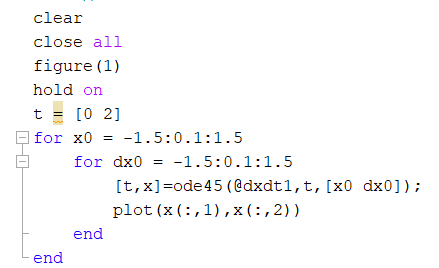 clear
close all
figure(1)
hold on
t = [0 2]
for x0 = -1.5:0.1:1.5
    for dx0 = -1.5:0.1:1.5
        [t,x]=ode45(@dxdt1,t,[x0 dx0]);
        plot(x(:,1),x(:,2))
    end
end